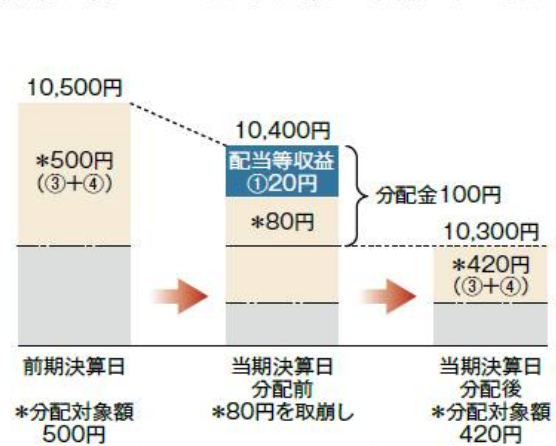 10,500円
*500円
(③+④)
10,400円
配当等収益
①20円
*80円
分配金100円
10,300円
*420円
(③+④)
前期決算日
*分配対象額
500円
当期決算日
分配前
*80円を取崩し
当期決算日
分配後
*分配対象額
420円